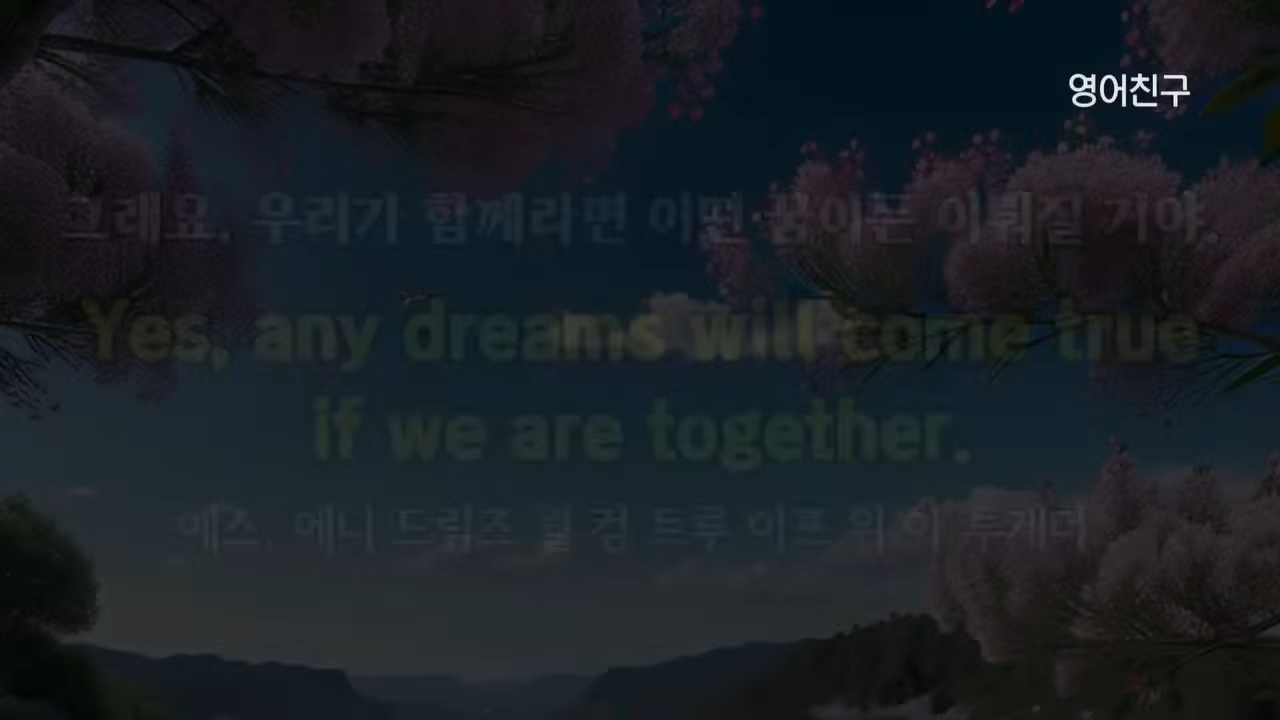 영어친구
그래요. 우리가 함께라면 어떤 꿈이든 이뤄질 거야.
Yes, any dreams will come true
if we are together.
예스, 애니 드림즈 윌 컴 트루 이프 위 아 투게더